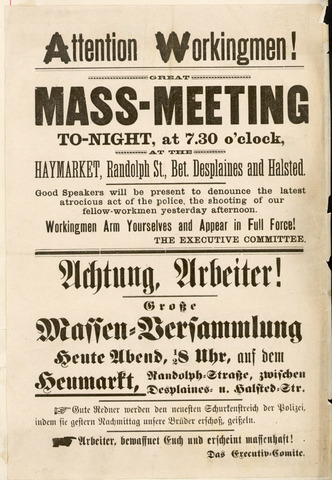 Attention Workingmen!
GREAT
MASS-MEETING
TO-NIGHT, at 7.30 o'clock,
AT THE
HAYMARKET, Randolph St., Bet. Desplaines and Halsted.
Good Speakers will be present to denounce the latest
atrocious act of the police, the shooting of our
fellow-workmen yesterday afternoon.
Workingmen Arm Yourselves and Appear in Full Force!
THE EXECUTIVE COMMITTEE.
Achtung, Arbeiter!
Große
Massen-Versammlung
Heute Abend, ½8 Uhr, auf dem
Heumarkt, Randolph-Straße, zwischen
Desplaines- u. Halsted-Str.
☞ Gute Redner werden den neuesten Schurkenstreich der Polizei,
indem sie gestern Nachmittag unsere Brüder erschoß, geißeln.
☛ Arbeiter, bewaffnet Euch und erscheint massenhaft!
Das Executiv-Comite.